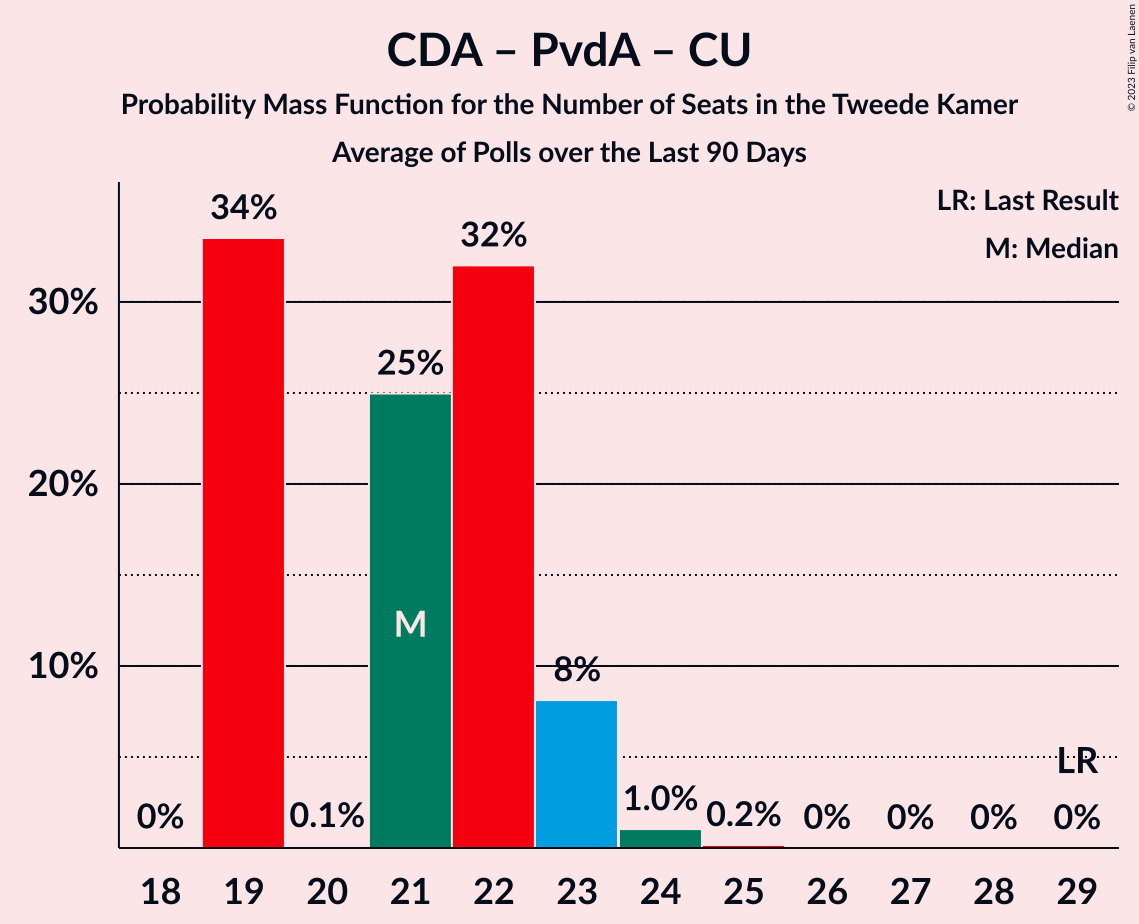 CDA – PvdA – CU
Probability Mass Function for the Number of Seats in the Tweede Kamer
Average of Polls over the Last 90 Days
© 2023 Filip van Laenen
LR: Last Result
M: Median
34%
32%
30%
25%
20%
M
10%
8%
LR
0%
0.1%
1.0%
0.2%
0%
0%
0%
0%
18 19 20 21 22 23 24 25 26 27 28 29